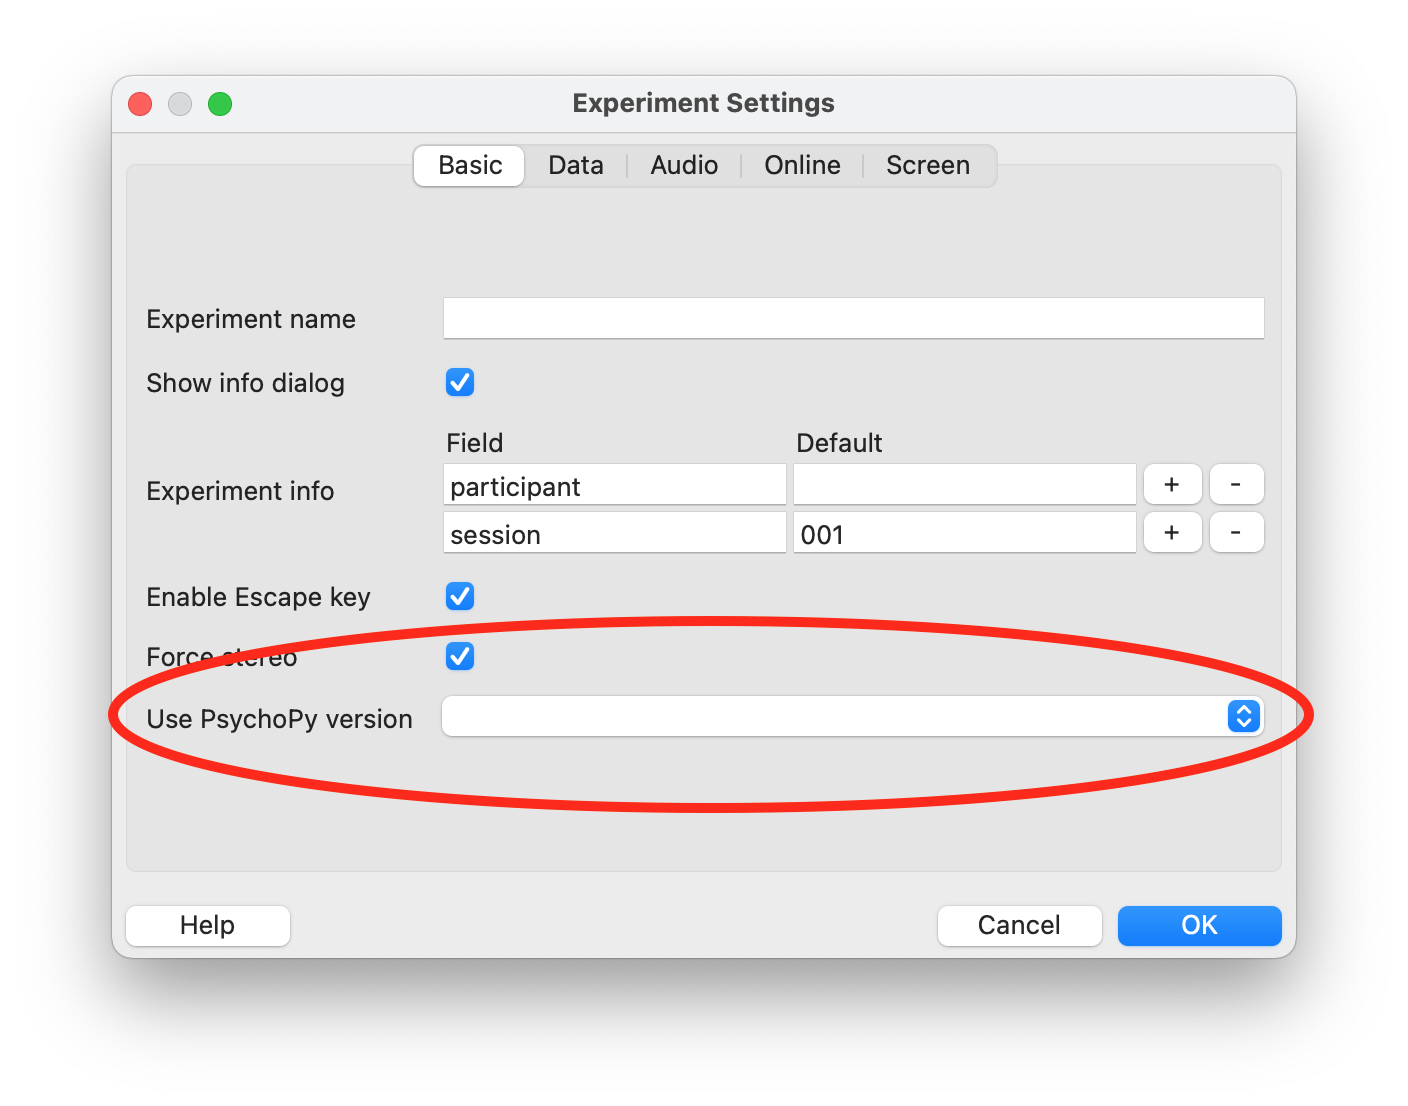 Experiment Settings
Basic Data Audio Online Screen
Experiment name
Show info dialog
Field Default
Experiment info participant + -
session 001 + -
Enable Escape key
Force stereo
Use PsychoPy version
Help Cancel OK